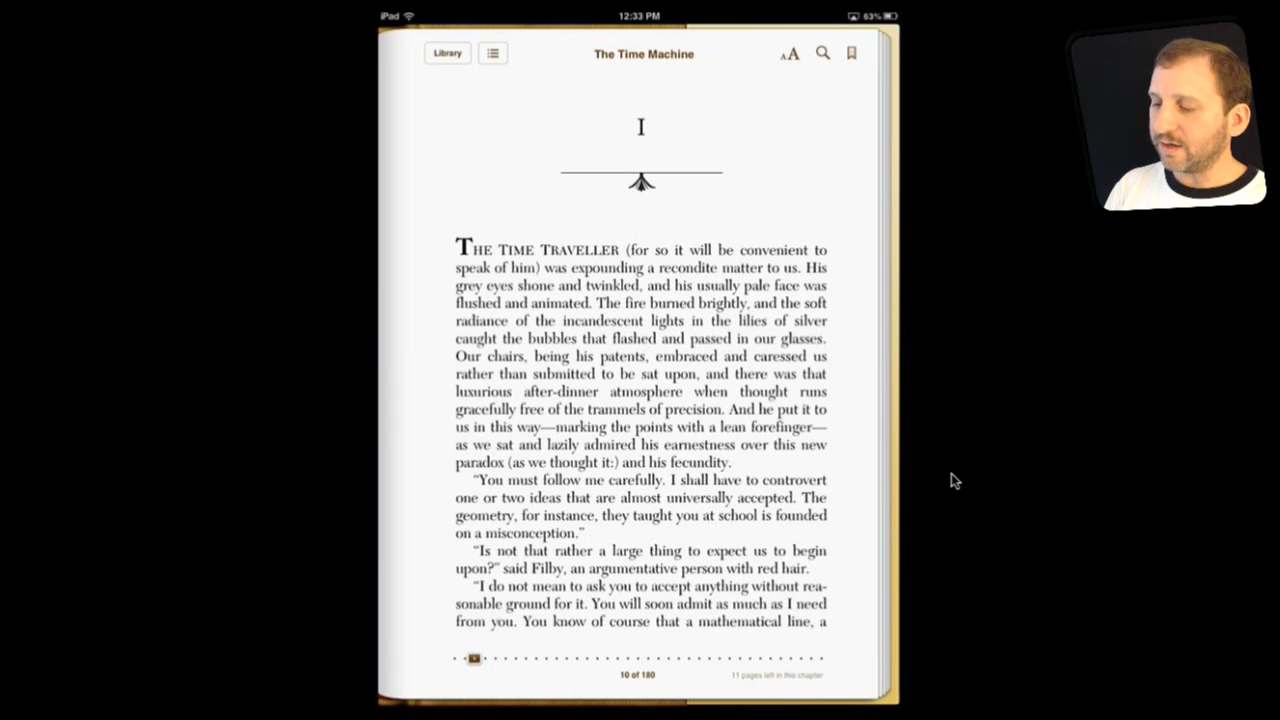 iPad 12:33 PM 63%
Library The Time Machine AA
I
THE TIME TRAVELLER (for so it will be convenient to
speak of him) was expounding a recondite matter to us. His
grey eyes shone and twinkled, and his usually pale face was
flushed and animated. The fire burned brightly, and the soft
radiance of the incandescent lights in the lilies of silver
caught the bubbles that flashed and passed in our glasses.
Our chairs, being his patents, embraced and caressed us
rather than submitted to be sat upon, and there was that
luxurious after-dinner atmosphere when thought runs
gracefully free of the trammels of precision. And he put it to
us in this way—marking the points with a lean forefinger—
as we sat and lazily admired his earnestness over this new
paradox (as we thought it:) and his fecundity.
“You must follow me carefully. I shall have to controvert
one or two ideas that are almost universally accepted. The
geometry, for instance, they taught you at school is founded
on a misconception.”
“Is not that rather a large thing to expect us to begin
upon?” said Filby, an argumentative person with red hair.
“I do not mean to ask you to accept anything without rea-
sonable ground for it. You will soon admit as much as I need
from you. You know of course that a mathematical line, a
10 of 180 11 pages left in this chapter